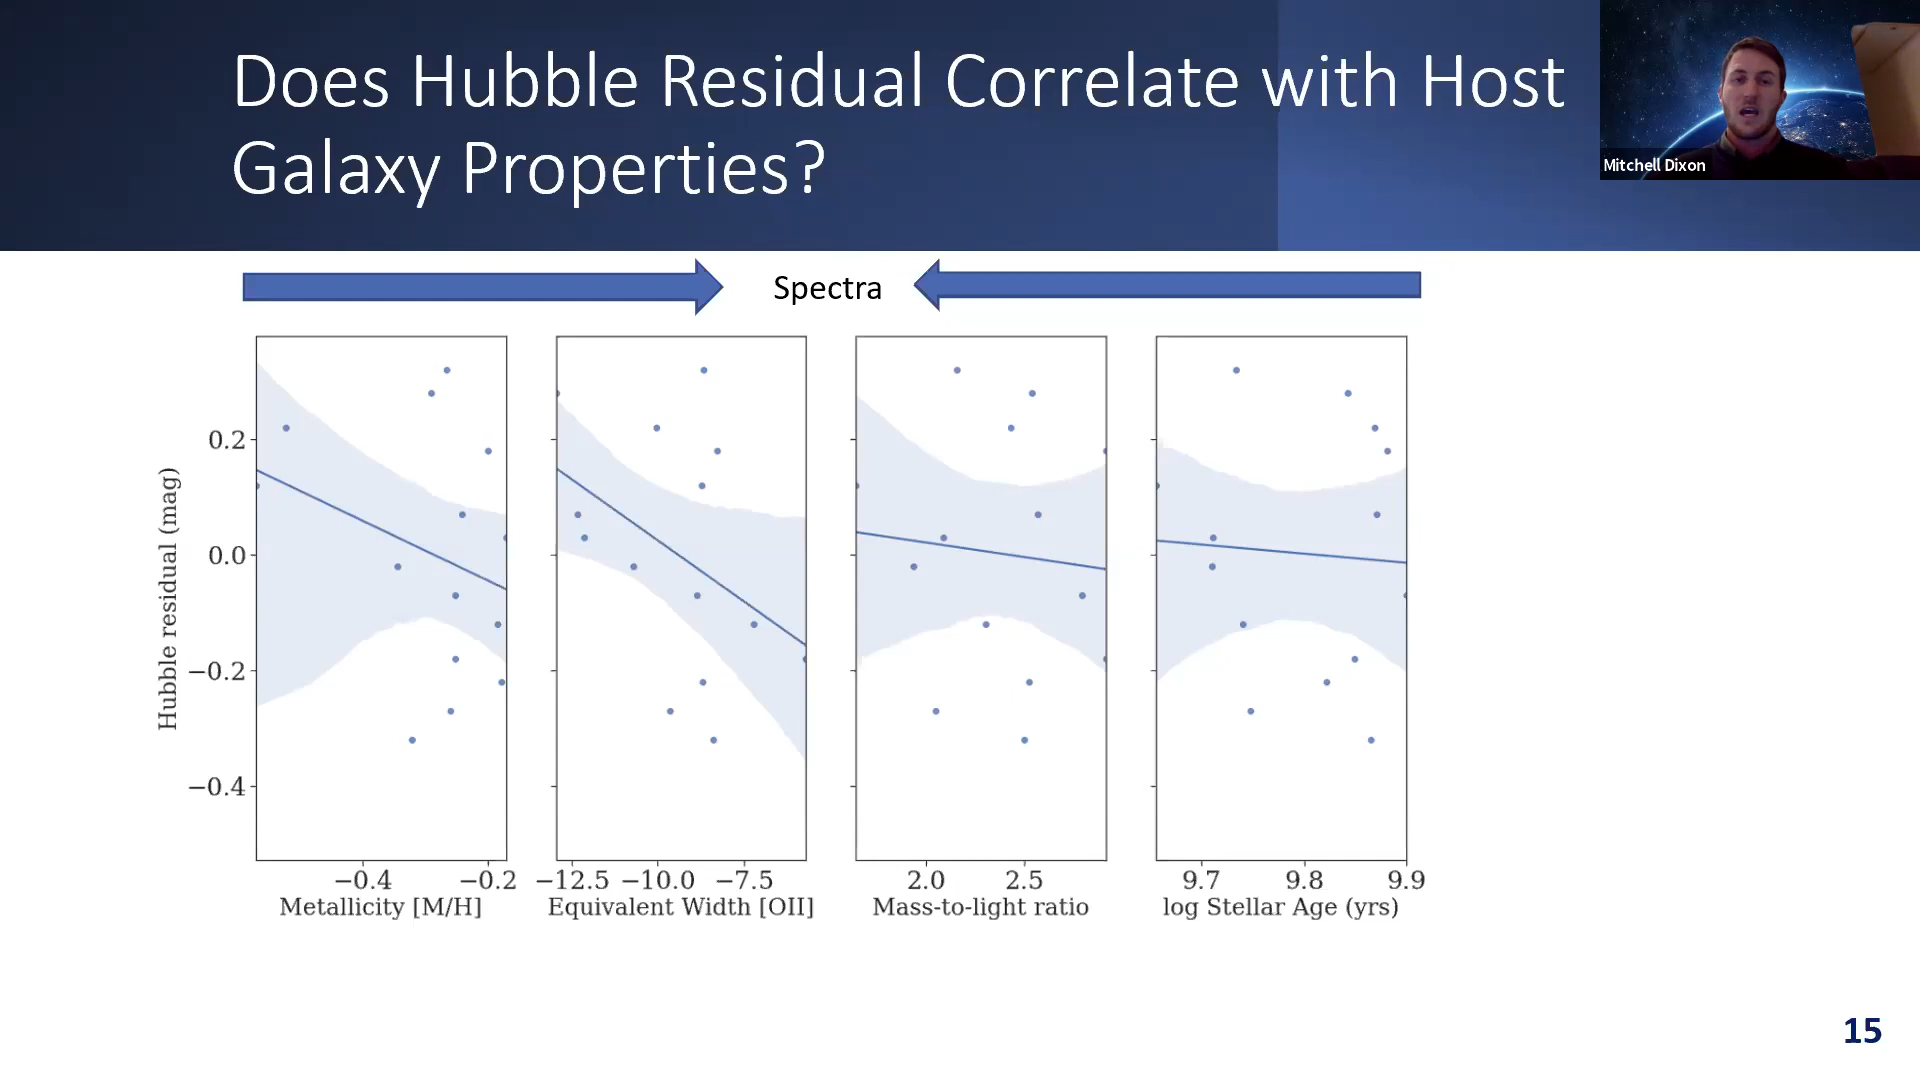 Does Hubble Residual Correlate with Host
Galaxy Properties?
Mitchell Dixon
Spectra
Hubble residual (mag)
0.2
0.0
−0.2
−0.4
−0.4 −0.2
Metallicity [M/H]
−12.5 −10.0 −7.5
Equivalent Width [OII]
2.0 2.5
Mass-to-light ratio
9.7 9.8 9.9
log Stellar Age (yrs)
15